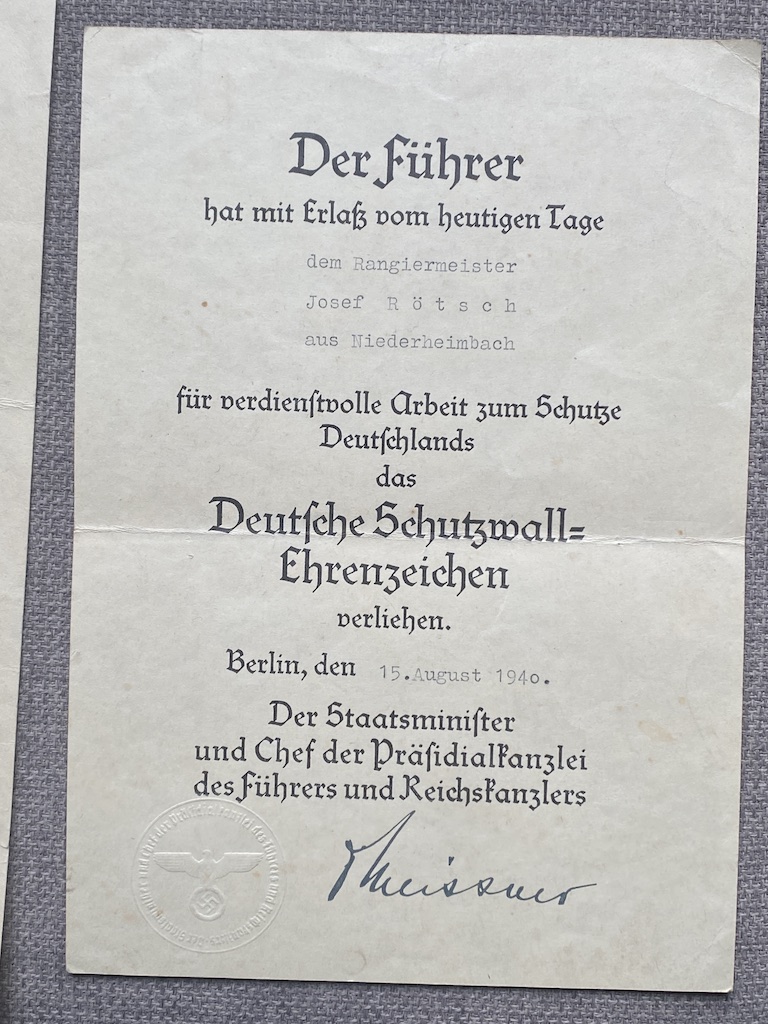 Der Führer
hat mit Erlaß vom heutigen Tage
dem Rangiermeister
Josef R ö t s c h
aus Niederheimbach
für verdienstvolle Arbeit zum Schutze
Deutschlands
das
Deutsche Schutzwall=
Ehrenzeichen
verliehen.
Berlin, den 15.August 1940.
Der Staatsminister
und Chef der Präsidialkanzlei
des Führers und Reichskanzlers
Meissner